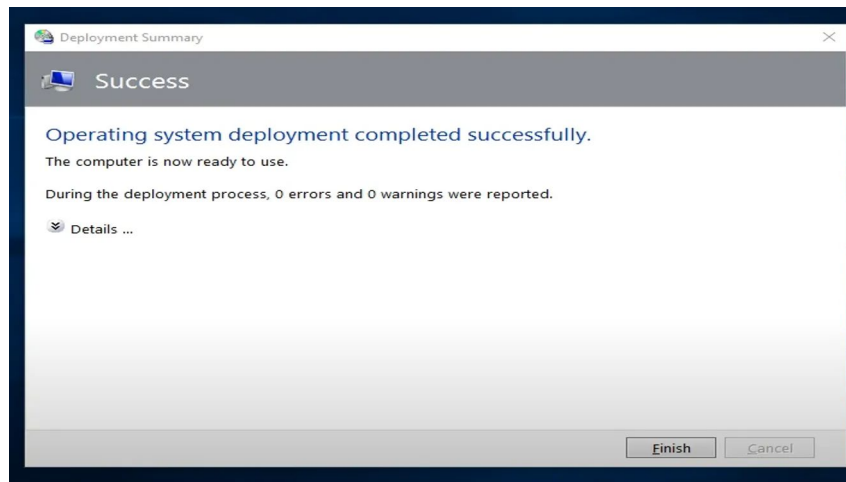 Deployment Summary
Success
Operating system deployment completed successfully.
The computer is now ready to use.
During the deployment process, 0 errors and 0 warnings were reported.
Details ...
Finish
Cancel